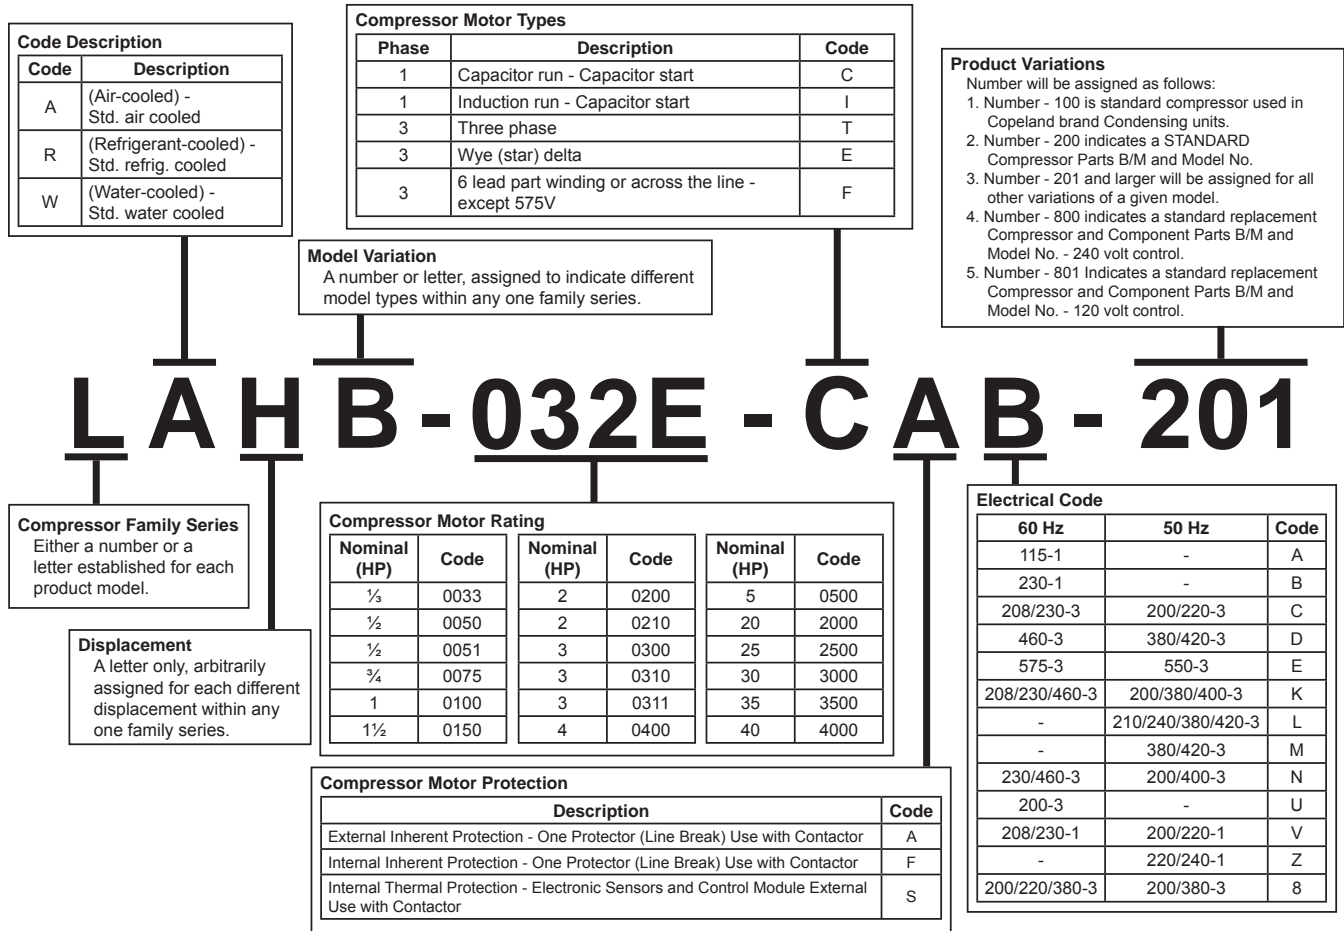 Code Description
Code Description
A (Air-cooled) -
Std. air cooled
R (Refrigerant-cooled) -
Std. refrig. cooled
W (Water-cooled) -
Std. water cooled
Compressor Motor Types
Phase Description Code
1 Capacitor run - Capacitor start C
1 Induction run - Capacitor start I
3 Three phase T
3 Wye (star) delta E
3 6 lead part winding or across the line - F
except 575V
Model Variation
A number or letter, assigned to indicate different
model types within any one family series.
Product Variations
Number will be assigned as follows:
1. Number - 100 is standard compressor used in
Copeland brand Condensing units.
2. Number - 200 indicates a STANDARD
Compressor Parts B/M and Model No.
3. Number - 201 and larger will be assigned for all
other variations of a given model.
4. Number - 800 indicates a standard replacement
Compressor and Component Parts B/M and
Model No. - 240 volt control.
5. Number - 801 Indicates a standard replacement
Compressor and Component Parts B/M and
Model No. - 120 volt control.
LAHB-032E-CAB-201
Compressor Family Series
Either a number or a
letter established for each
product model.
Displacement
A letter only, arbitrarily
assigned for each different
displacement within any
one family series.
Compressor Motor Rating
Nominal (HP) Code Nominal (HP) Code Nominal (HP) Code
⅓ 0033 2 0200 5 0500
½ 0050 2 0210 20 2000
½ 0051 3 0300 25 2500
¾ 0075 3 0310 30 3000
1 0100 3 0311 35 3500
1½ 0150 4 0400 40 4000
Compressor Motor Protection
Description Code
External Inherent Protection - One Protector (Line Break) Use with Contactor A
Internal Inherent Protection - One Protector (Line Break) Use with Contactor F
Internal Thermal Protection - Electronic Sensors and Control Module External S
Use with Contactor
Electrical Code
60 Hz 50 Hz Code
115-1 - A
230-1 - B
208/230-3 200/220-3 C
460-3 380/420-3 D
575-3 550-3 E
208/230/460-3 200/380/400-3 K
- 210/240/380/420-3 L
- 380/420-3 M
230/460-3 200/400-3 N
200-3 - U
208/230-1 200/220-1 V
- 220/240-1 Z
200/220/380-3 200/380-3 8